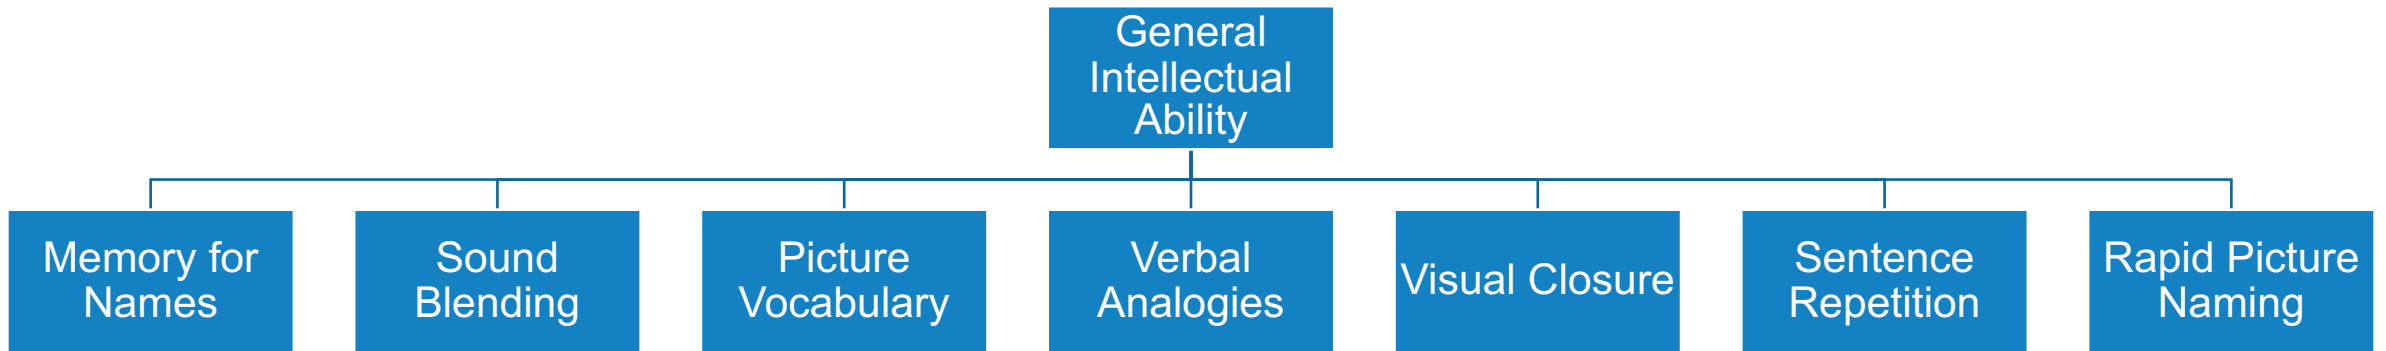 General
Intellectual
Ability
Memory for
Names
Sound
Blending
Picture
Vocabulary
Verbal
Analogies
Visual Closure
Sentence
Repetition
Rapid Picture
Naming